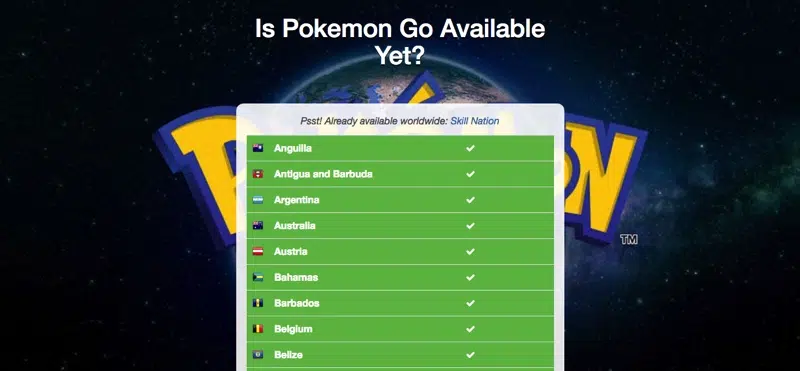 Is Pokemon Go Available
Yet?
Psst! Already available worldwide: Skill Nation
Anguilla
Antigua and Barbuda
Argentina
Australia
Austria
Bahamas
Barbados
Belgium
Belize
TM